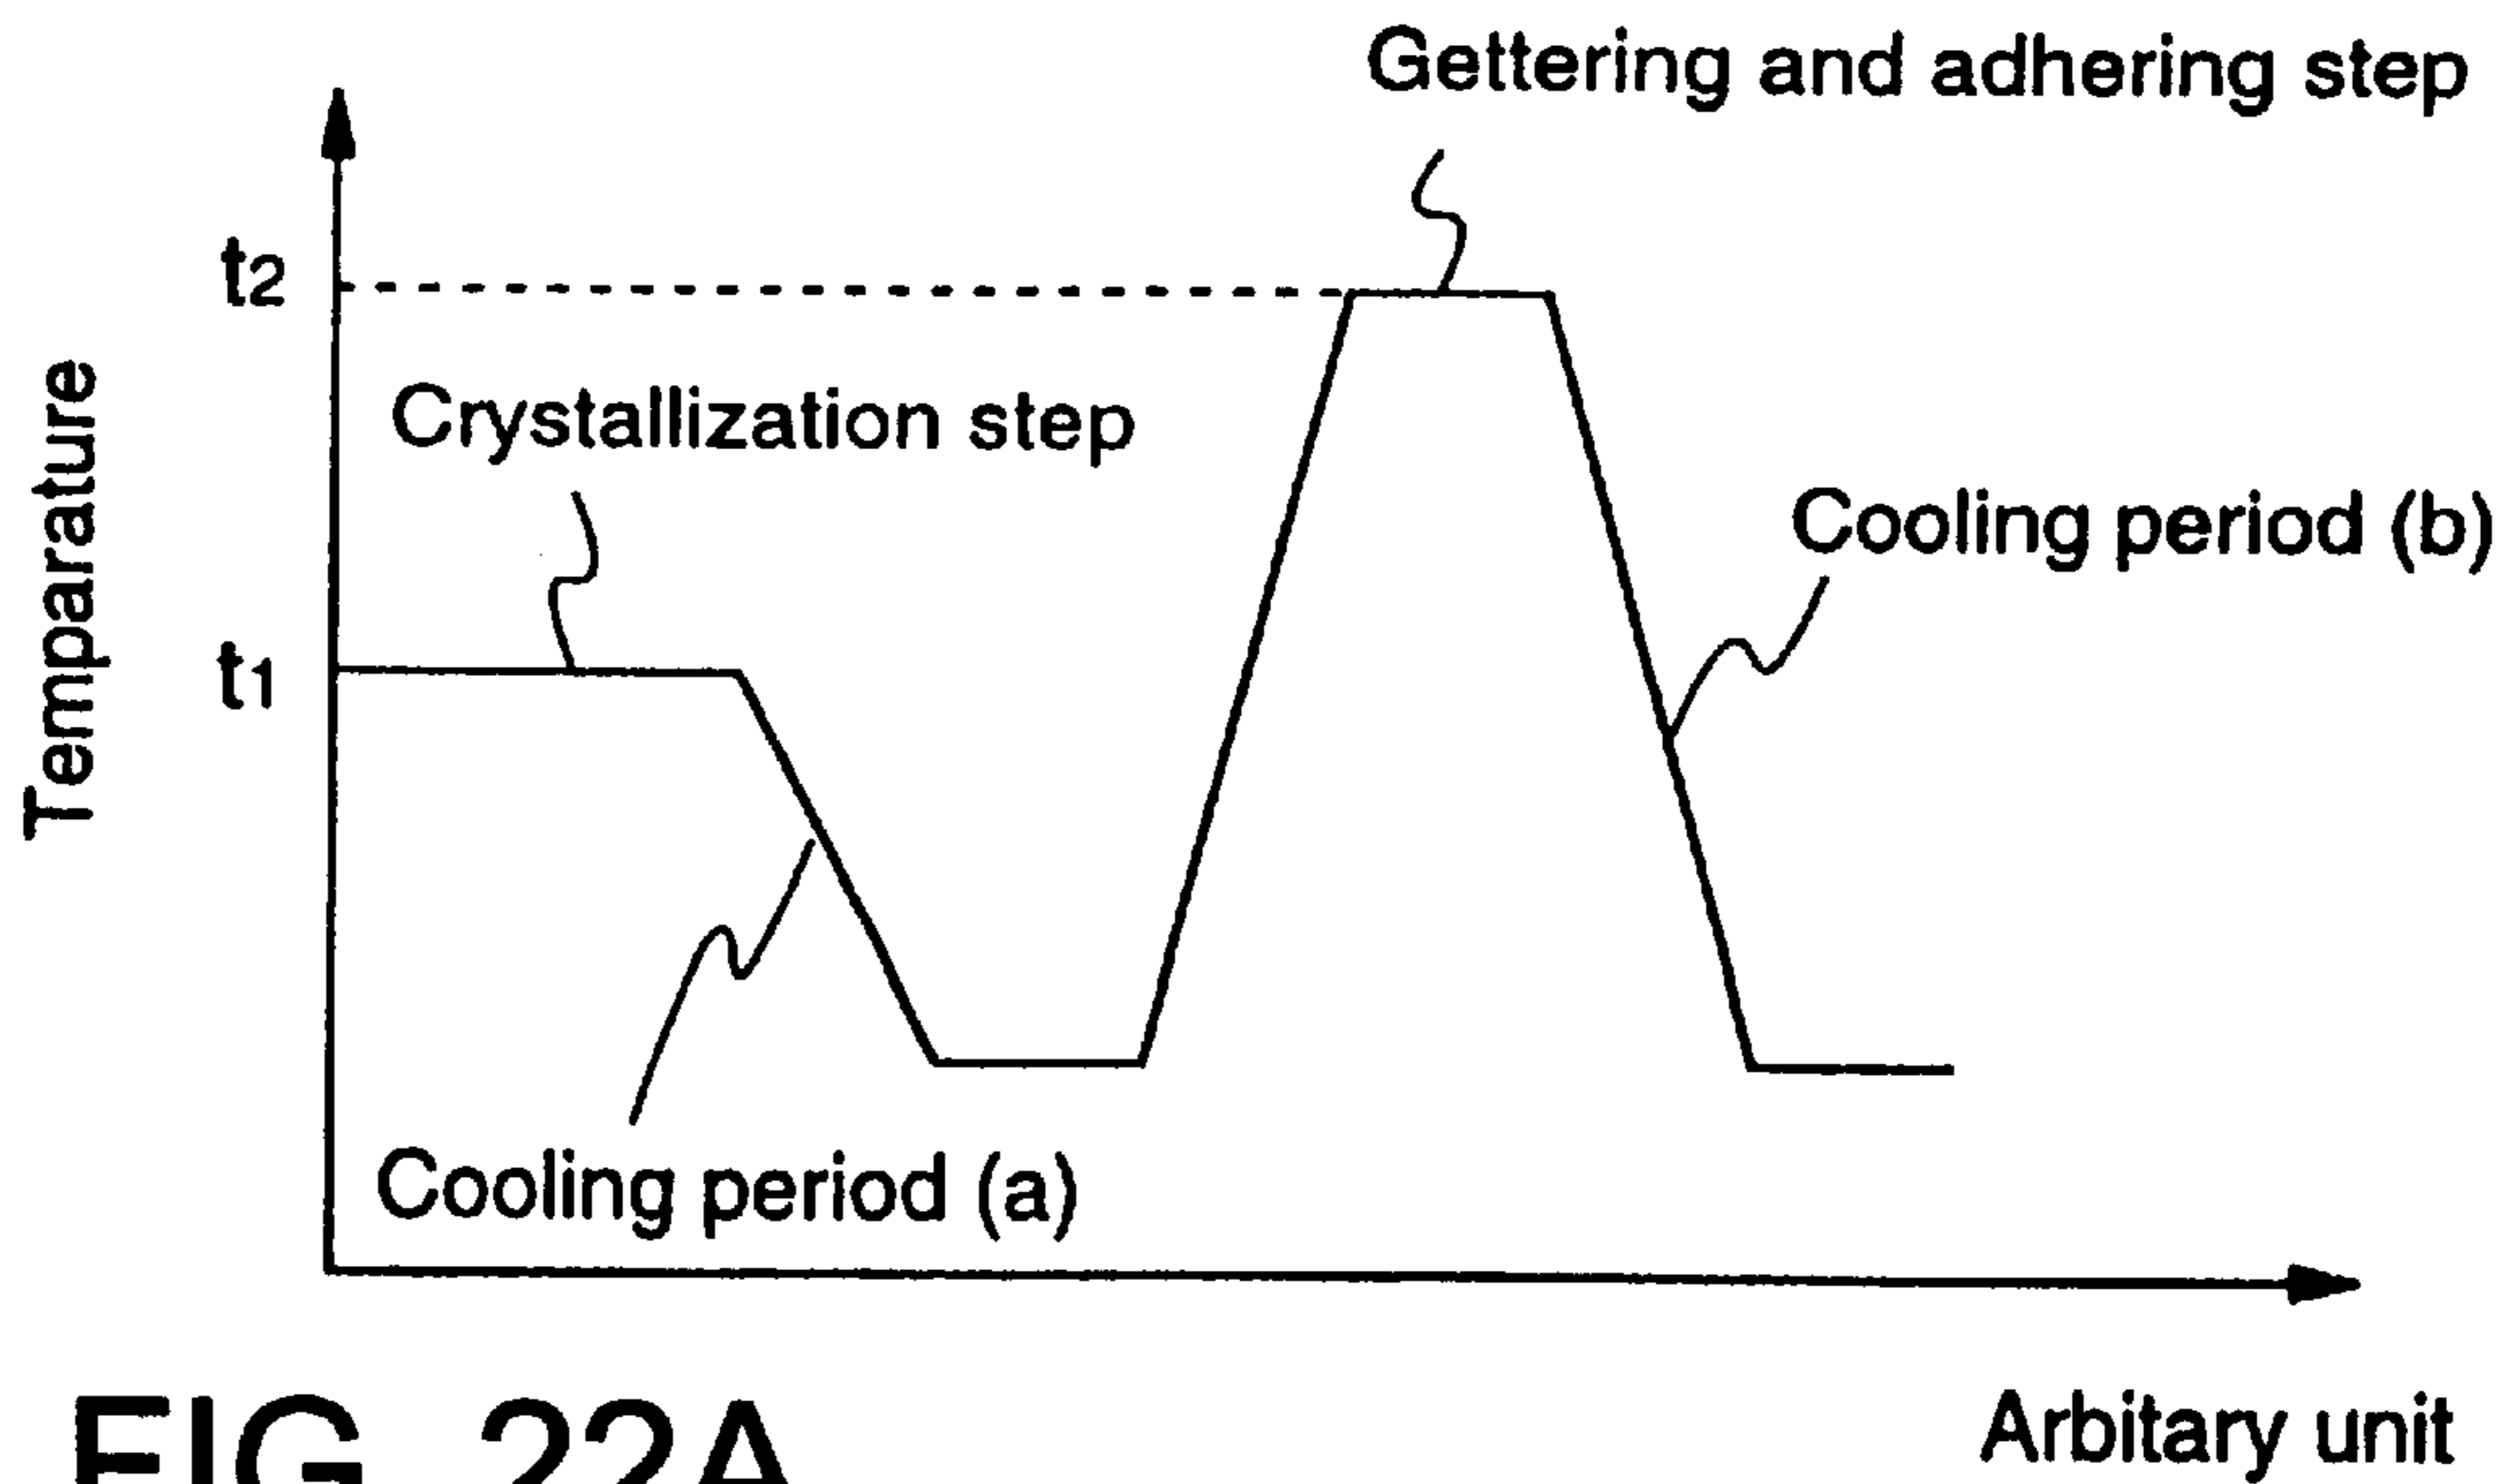 Gettering and adhering step
t2
Crystallization step
Cooling period (b)
Temparature
t1
Cooling period (a)
Arbitary unit
FIG. 22A